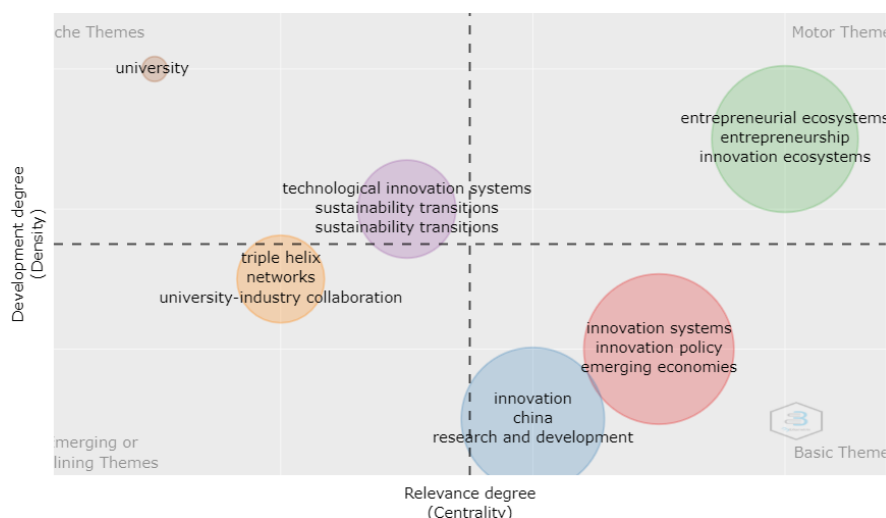 che Themes
Motor Theme
university
entrepreneurial ecosystems
entrepreneurship
innovation ecosystems
technological innovation systems
sustainability transitions
sustainability transitions
Development degree
(Density)
triple helix
networks
university-industry collaboration
innovation systems
innovation policy
emerging economies
innovation
china
research and development
merging or
lining Themes
Basic Theme
Relevance degree
(Centrality)